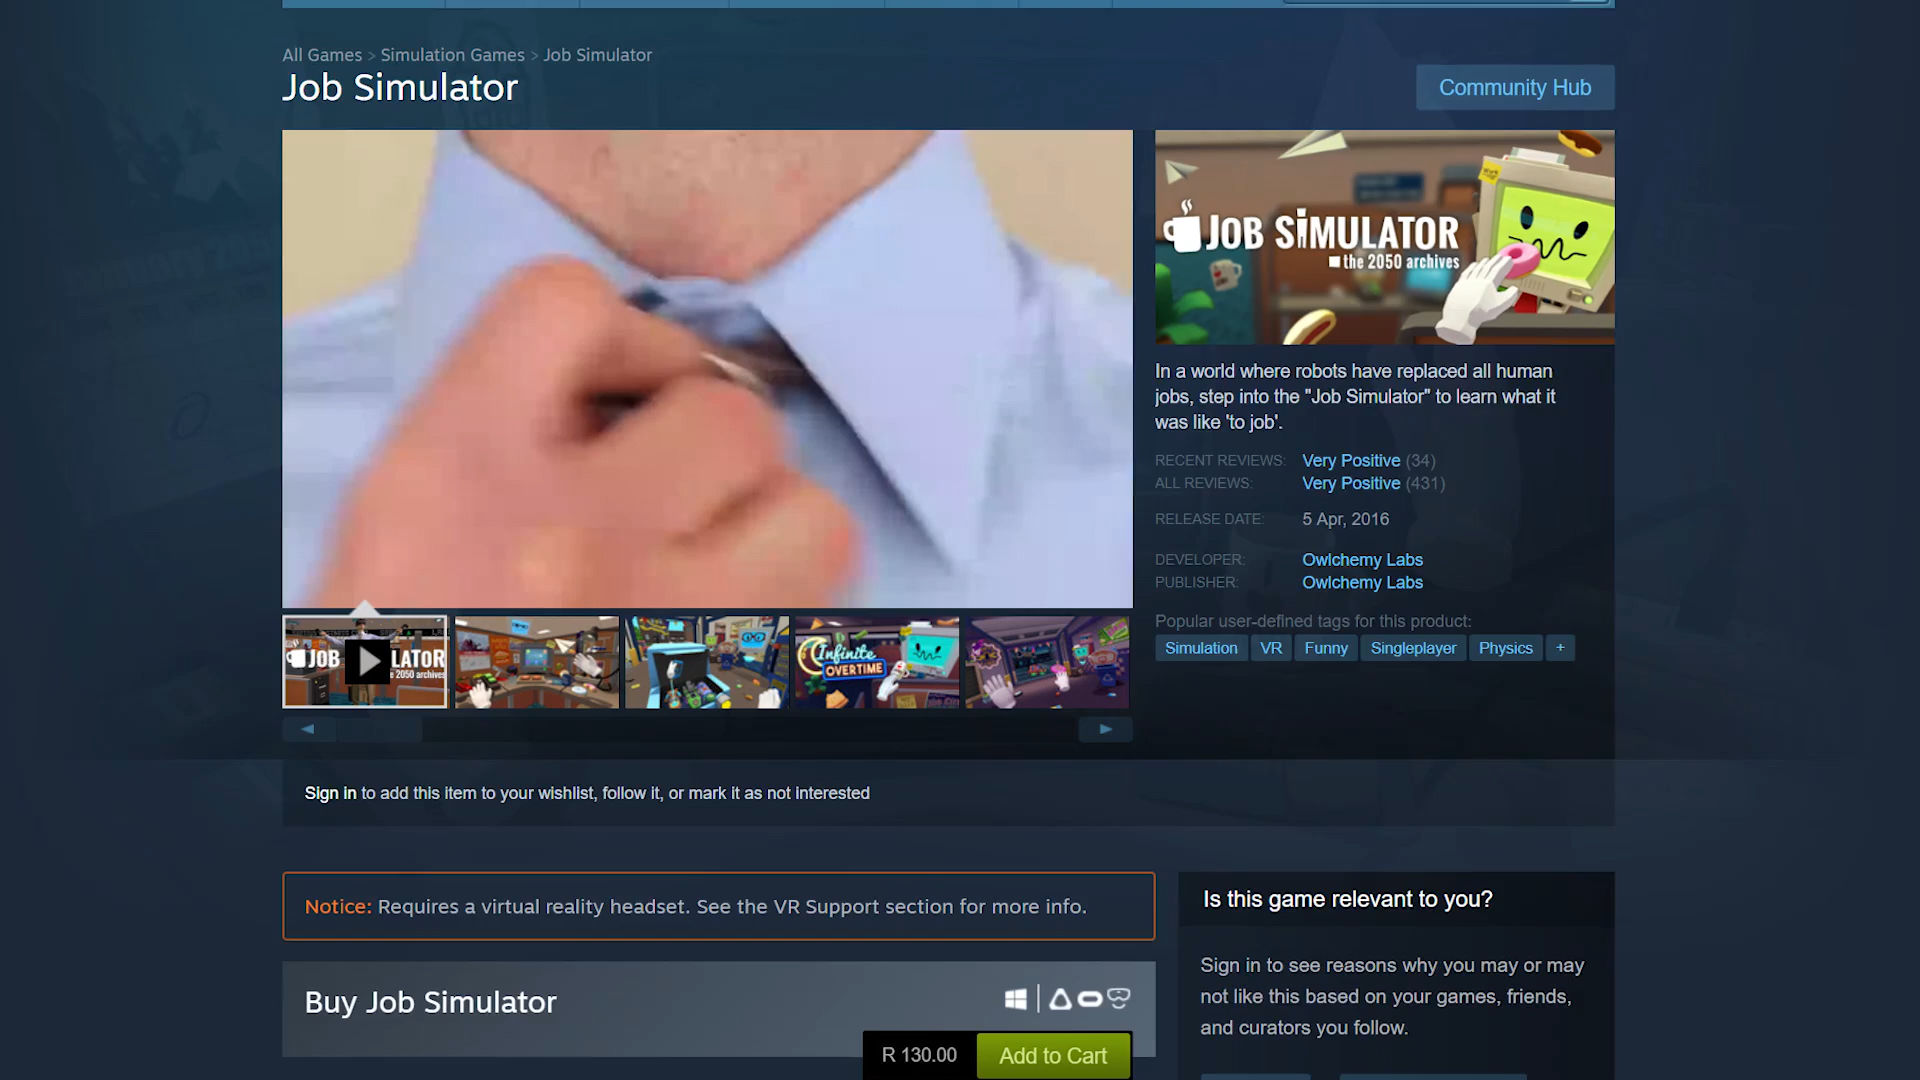 All Games > Simulation Games > Job Simulator
Job Simulator
Community Hub
JOB SiMULATOR
the 2050 archives
In a world where robots have replaced all human
jobs, step into the "Job Simulator" to learn what it
was like 'to job'.
RECENT REVIEWS: Very Positive (34)
ALL REVIEWS: Very Positive (431)
RELEASE DATE: 5 Apr, 2016
DEVELOPER: Owlchemy Labs
PUBLISHER: Owlchemy Labs
Popular user-defined tags for this product:
Simulation VR Funny Singleplayer Physics +
JOB LATOR
e 2050 archives
Infinite
OVERTIME
Sign in to add this item to your wishlist, follow it, or mark it as not interested
Notice: Requires a virtual reality headset. See the VR Support section for more info.
Buy Job Simulator
R 130.00 Add to Cart
Is this game relevant to you?
Sign in to see reasons why you may or may
not like this based on your games, friends,
and curators you follow.